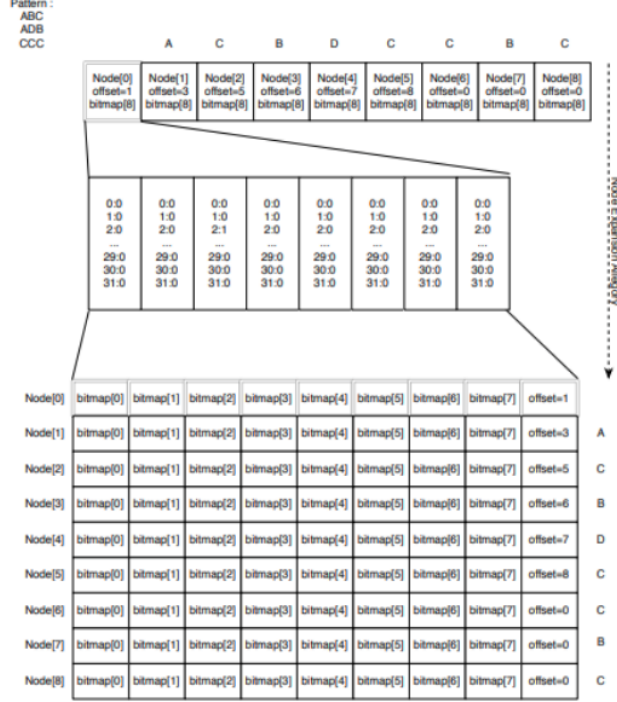 Pattern :
ABC
ADB
CCC
A C B D C C B C
Node[0] Node[1] Node[2] Node[3] Node[4] Node[5] Node[6] Node[7] Node[8]
offset=1 offset=3 offset=5 offset=6 offset=7 offset=8 offset=0 offset=0 offset=0
bitmap[8] bitmap[8] bitmap[8] bitmap[8] bitmap[8] bitmap[8] bitmap[8] bitmap[8] bitmap[8]
0:0 0:0 0:0 0:0 0:0 0:0 0:0 0:0
1:0 1:0 1:0 1:0 1:0 1:0 1:0 1:0
2:0 2:0 2:1 2:0 2:0 2:0 2:0 2:0
... ... ... ... ... ... ... ...
29:0 29:0 29:0 29:0 29:0 29:0 29:0 29:0
30:0 30:0 30:0 30:0 30:0 30:0 30:0 30:0
31:0 31:0 31:0 31:0 31:0 31:0 31:0 31:0
Node Expansion
Node[0] bitmap[0] bitmap[1] bitmap[2] bitmap[3] bitmap[4] bitmap[5] bitmap[6] bitmap[7] offset=1
Node[1] bitmap[0] bitmap[1] bitmap[2] bitmap[3] bitmap[4] bitmap[5] bitmap[6] bitmap[7] offset=3 A
Node[2] bitmap[0] bitmap[1] bitmap[2] bitmap[3] bitmap[4] bitmap[5] bitmap[6] bitmap[7] offset=5 C
Node[3] bitmap[0] bitmap[1] bitmap[2] bitmap[3] bitmap[4] bitmap[5] bitmap[6] bitmap[7] offset=6 B
Node[4] bitmap[0] bitmap[1] bitmap[2] bitmap[3] bitmap[4] bitmap[5] bitmap[6] bitmap[7] offset=7 D
Node[5] bitmap[0] bitmap[1] bitmap[2] bitmap[3] bitmap[4] bitmap[5] bitmap[6] bitmap[7] offset=8 C
Node[6] bitmap[0] bitmap[1] bitmap[2] bitmap[3] bitmap[4] bitmap[5] bitmap[6] bitmap[7] offset=0 C
Node[7] bitmap[0] bitmap[1] bitmap[2] bitmap[3] bitmap[4] bitmap[5] bitmap[6] bitmap[7] offset=0 B
Node[8] bitmap[0] bitmap[1] bitmap[2] bitmap[3] bitmap[4] bitmap[5] bitmap[6] bitmap[7] offset=0 C